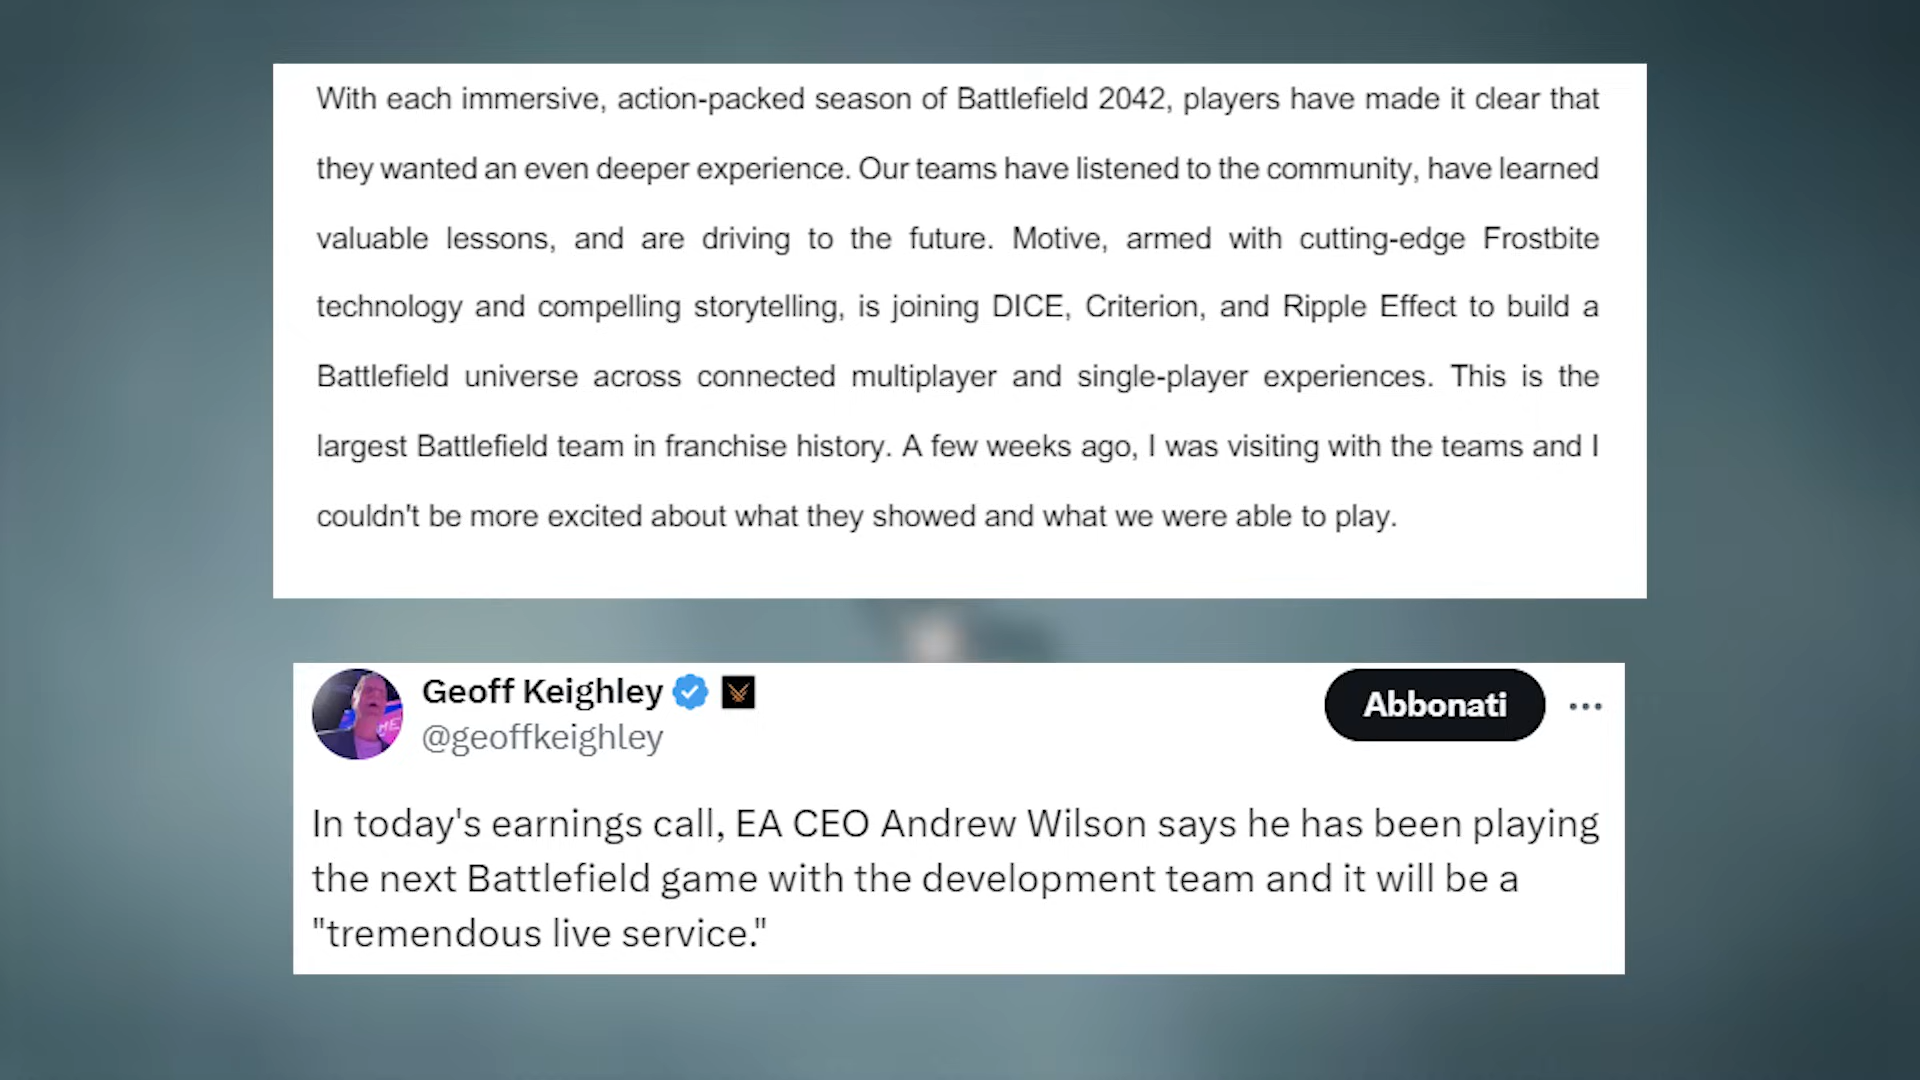 With each immersive, action-packed season of Battlefield 2042, players have made it clear that
they wanted an even deeper experience. Our teams have listened to the community, have learned
valuable lessons, and are driving to the future. Motive, armed with cutting-edge Frostbite
technology and compelling storytelling, is joining DICE, Criterion, and Ripple Effect to build a
Battlefield universe across connected multiplayer and single-player experiences. This is the
largest Battlefield team in franchise history. A few weeks ago, I was visiting with the teams and I
couldn't be more excited about what they showed and what we were able to play.
Geoff Keighley
@geoffkeighley
Abbonati
In today's earnings call, EA CEO Andrew Wilson says he has been playing
the next Battlefield game with the development team and it will be a
"tremendous live service."